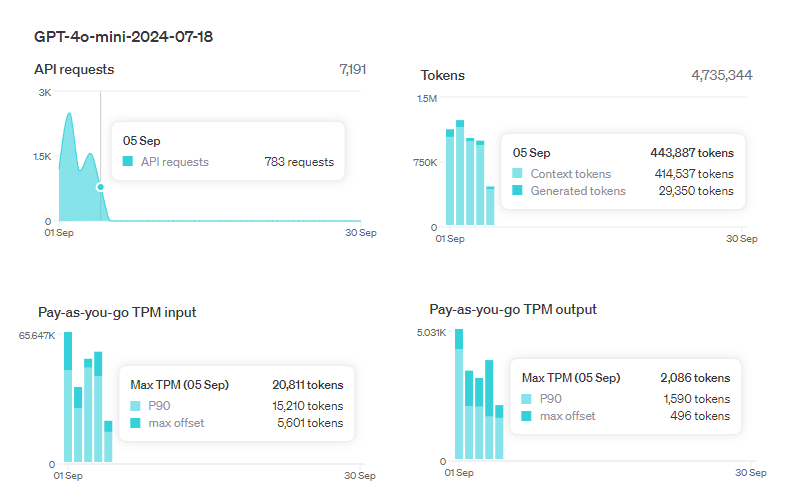 GPT-4o-mini-2024-07-18
API requests 7,191
3K
1.5K
0
01 Sep 30 Sep
05 Sep
API requests 783 requests
Tokens 4,735,344
1.5M
750K
0
01 Sep 30 Sep
05 Sep 443,887 tokens
Context tokens 414,537 tokens
Generated tokens 29,350 tokens
Pay-as-you-go TPM input
65.647K
0
01 Sep 30 Sep
Max TPM (05 Sep) 20,811 tokens
P90 15,210 tokens
max offset 5,601 tokens
Pay-as-you-go TPM output
5.031K
0
01 Sep 30 Sep
Max TPM (05 Sep) 2,086 tokens
P90 1,590 tokens
max offset 496 tokens